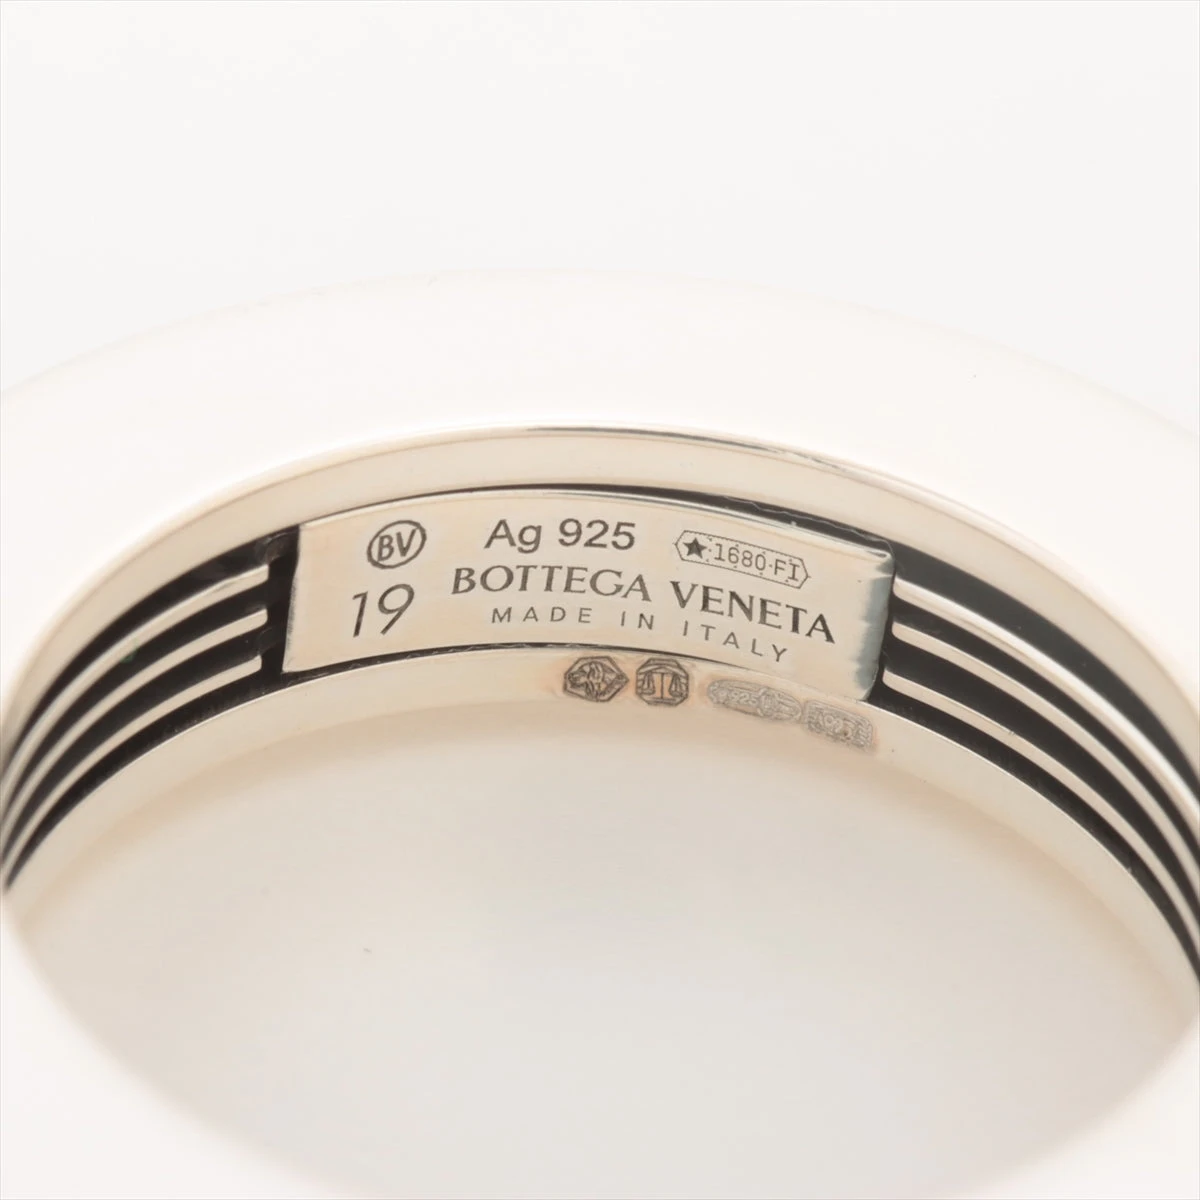 BV Ag 925 ★·1680·FI
19 BOTTEGA VENETA
MADE IN ITALY